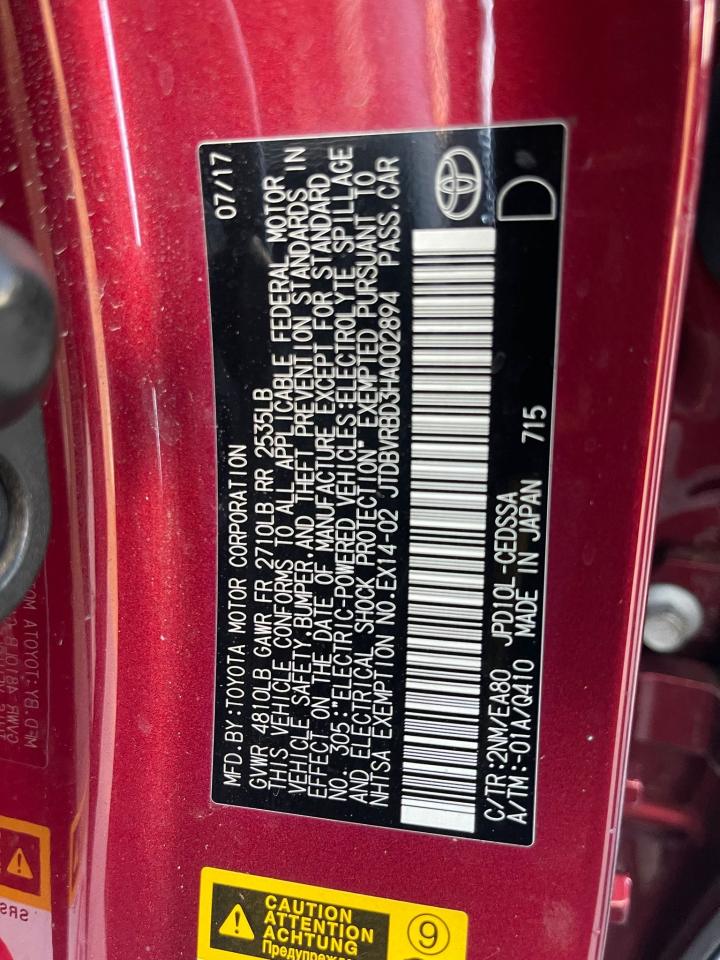 MFD.BY:TOYOTA MOTOR CORPORATION 07/17
GVWR 4810LB GAWR FR 2710LB RR 2535LB
THIS VEHICLE CONFORMS TO ALL APPLICABLE FEDERAL MOTOR
VEHICLE SAFETY,BUMPER,AND THEFT PREVENTION STANDARDS IN
EFFECT ON THE DATE OF MANUFACTURE EXCEPT FOR STANDARD
NO. 305:"ELECTRIC-POWERED VEHICLES:ELECTROLYTE SPILLAGE
AND ELECTRICAL SHOCK PROTECTION" EXEMPTED PURSUANT TO
NHTSA EXEMPTION NO.EX14-02 JTDBVRBD3HA002894 PASS.CAR
C/TR:2NM/EA80 JPD10L-CEDSSA
A/TM:-01A/Q410 MADE IN JAPAN 715
D
CAUTION
ATTENTION
ACHTUNG
9
SRS